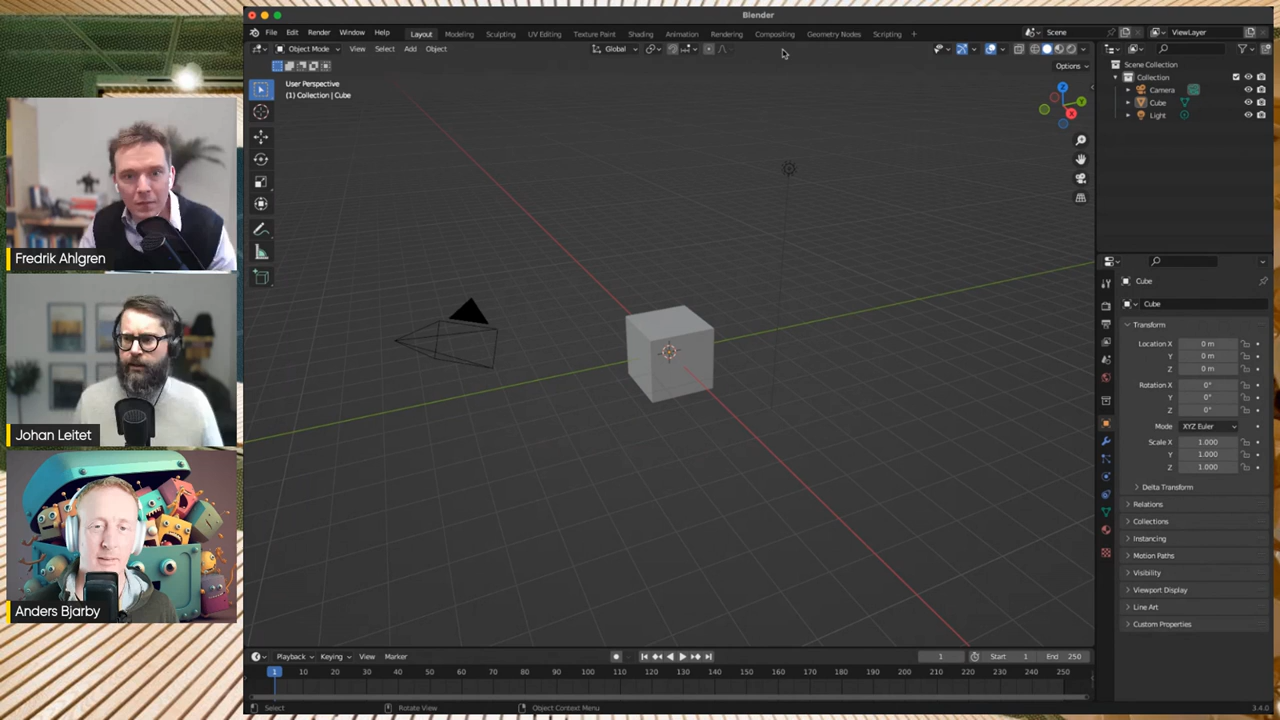 Fredrik Ahlgren
Johan Leitet
Anders Bjarby
Blender
File Edit Render Window Help Layout Modeling Sculpting UV Editing Texture Paint Shading Animation Rendering Compositing Geometry Nodes Scripting + Scene ViewLayer
Object Mode View Select Add Object Global
Options
User Perspective
(1) Collection | Cube
Z
Y
X
Scene Collection
Collection
Camera
Cube
Light
Cube
Cube
Transform
Location X 0 m
Y 0 m
Z 0 m
Rotation X 0°
Y 0°
Z 0°
Mode XYZ Euler
Scale X 1.000
Y 1.000
Z 1.000
Delta Transform
Relations
Collections
Instancing
Motion Paths
Visibility
Viewport Display
Line Art
Custom Properties
Playback Keying View Marker 1 Start 1 End 250
1 10 20 30 40 50 60 70 80 90 100 110 120 130 140 150 160 170 180 190 200 210 220 230 240 250
Select Rotate View Object Context Menu 3.4.0